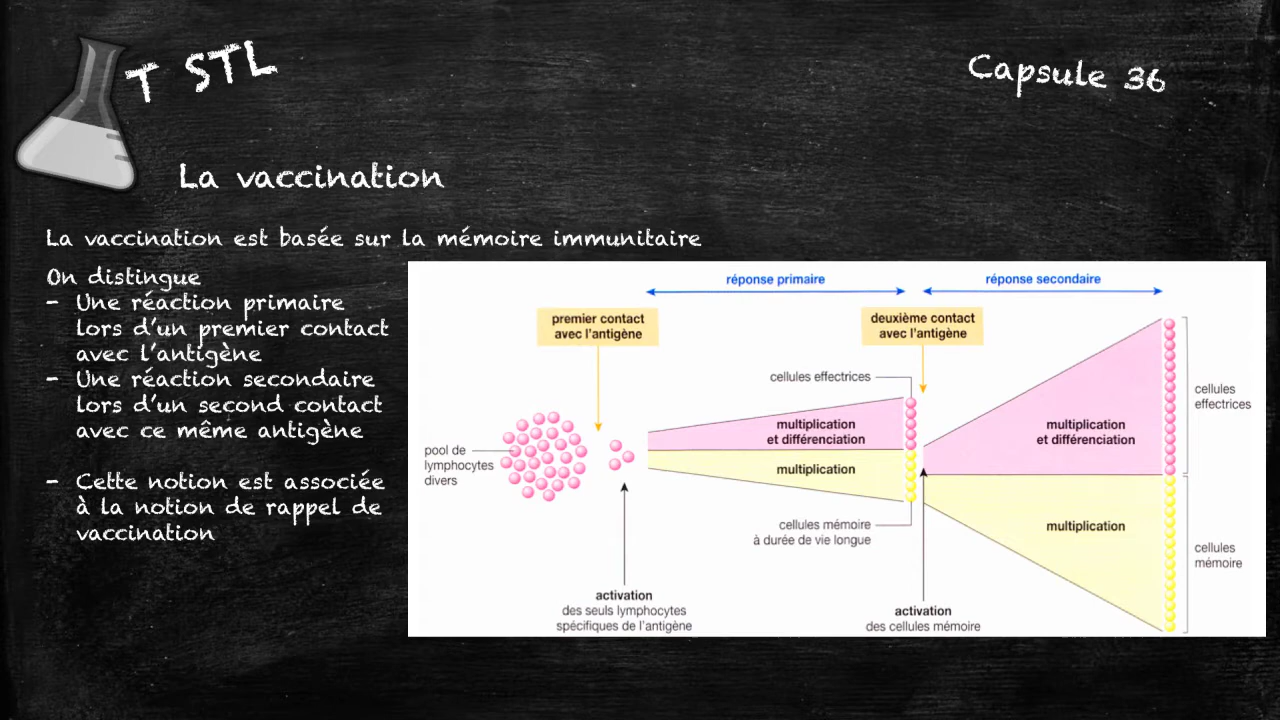 T STL
Capsule 36
La vaccination
La vaccination est basée sur la mémoire immunitaire
On distingue
- Une réaction primaire
lors d'un premier contact
avec l'antigène
- Une réaction secondaire
lors d'un second contact
avec ce même antigène
- Cette notion est associée
à la notion de rappel de
vaccination
réponse primaire
réponse secondaire
premier contact
avec l'antigène
deuxième contact
avec l'antigène
cellules effectrices
multiplication
et différenciation
multiplication
pool de
lymphocytes
divers
cellules mémoire
à durée de vie longue
activation
des seuls lymphocytes
spécifiques de l'antigène
activation
des cellules mémoire
multiplication
et différenciation
multiplication
cellules
effectrices
cellules
mémoire